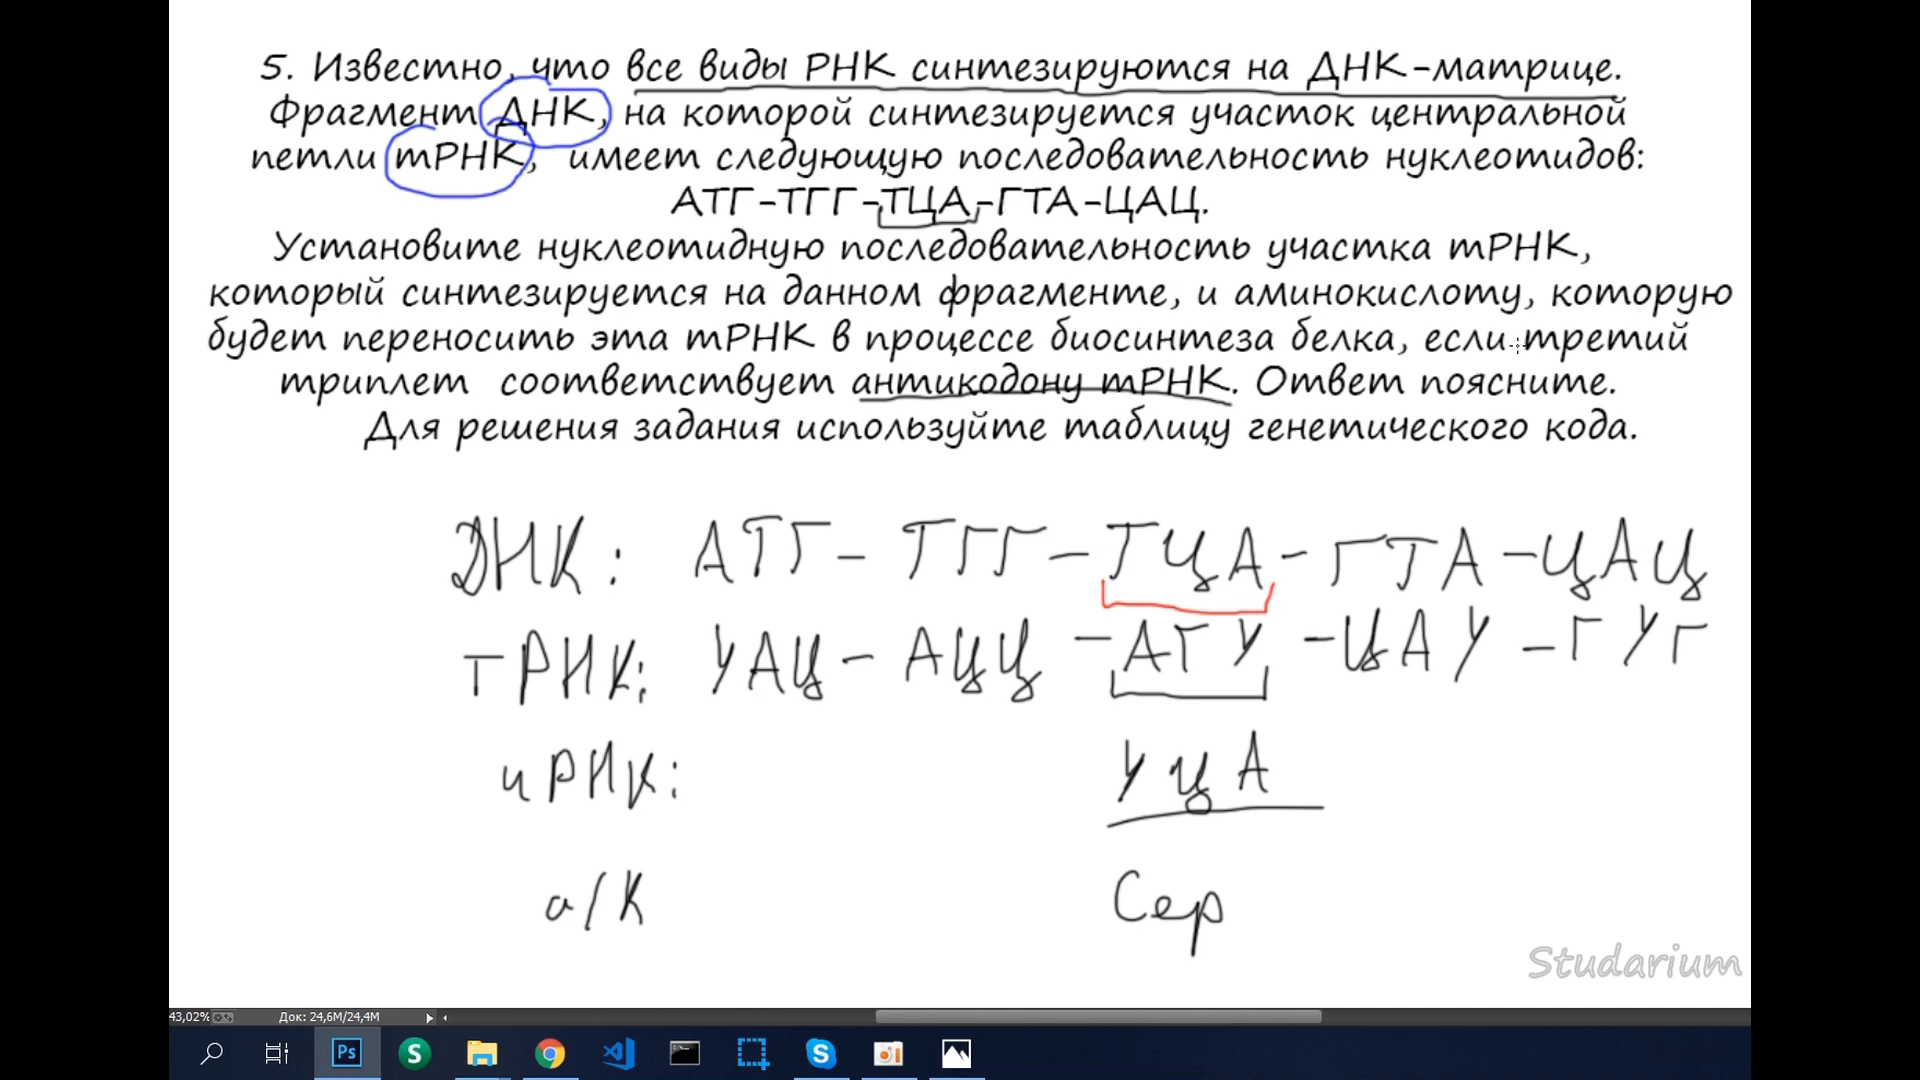 5. Известно, что все виды РНК синтезируются на ДНК-матрице.
Фрагмент ДНК, на которой синтезируется участок центральной
петли тРНК, имеет следующую последовательность нуклеотидов:
АТГ-ТГГ-ТЦА-ГТА-ЦАЦ.
Установите нуклеотидную последовательность участка тРНК,
который синтезируется на данном фрагменте, и аминокислоту, которую
будет переносить эта тРНК в процессе биосинтеза белка, если третий
триплет соответствует антикодону тРНК. Ответ поясните.
Для решения задания используйте таблицу генетического кода.
ДНК: АТГ- ТГГ-ТЦА-ГТА-ЦАЦ
тРНК: УАЦ- АЦЦ -АГУ -ЦАУ -ГУГ
иРНК: УЦА
а/к Сер
Studarium
43,02% Док: 24,6M/24,4M
Ps S S